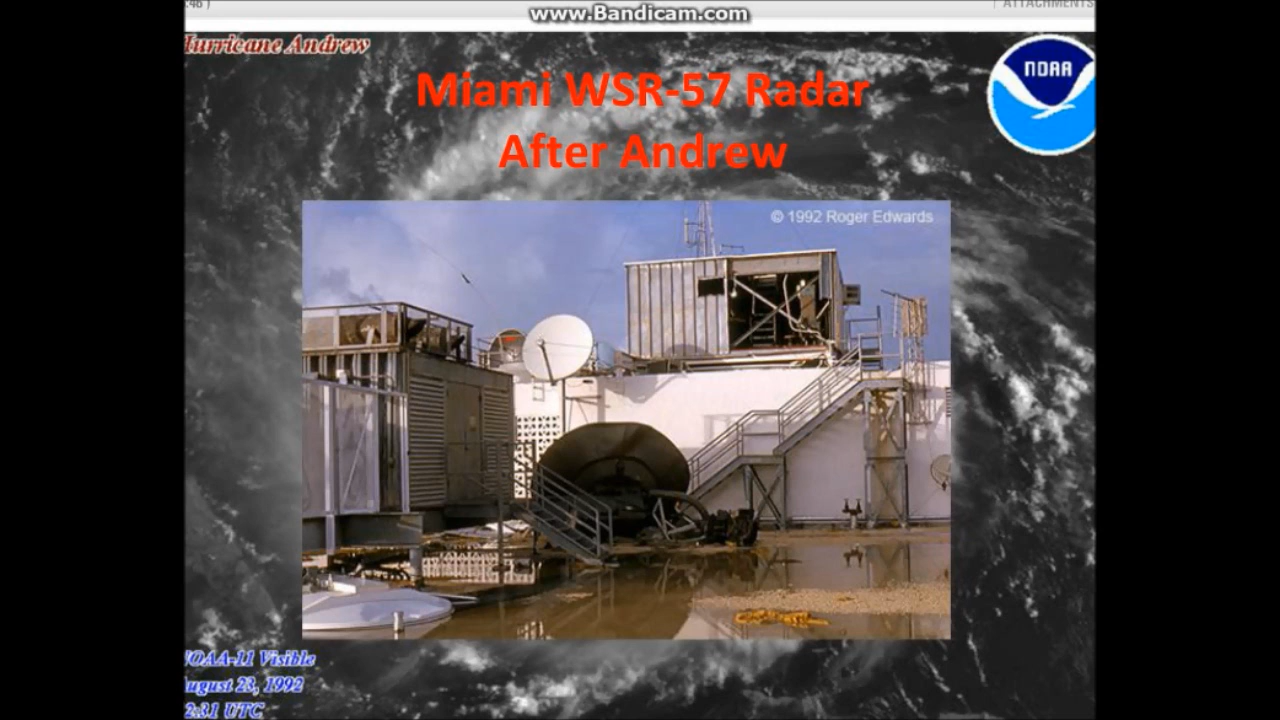 :46 )
ATTACHMENTS
www.Bandicam.com
Hurricane Andrew
NOAA
Miami WSR-57 Radar
After Andrew
© 1992 Roger Edwards
NOAA-11 Visible
August 23, 1992
2:31 UTC